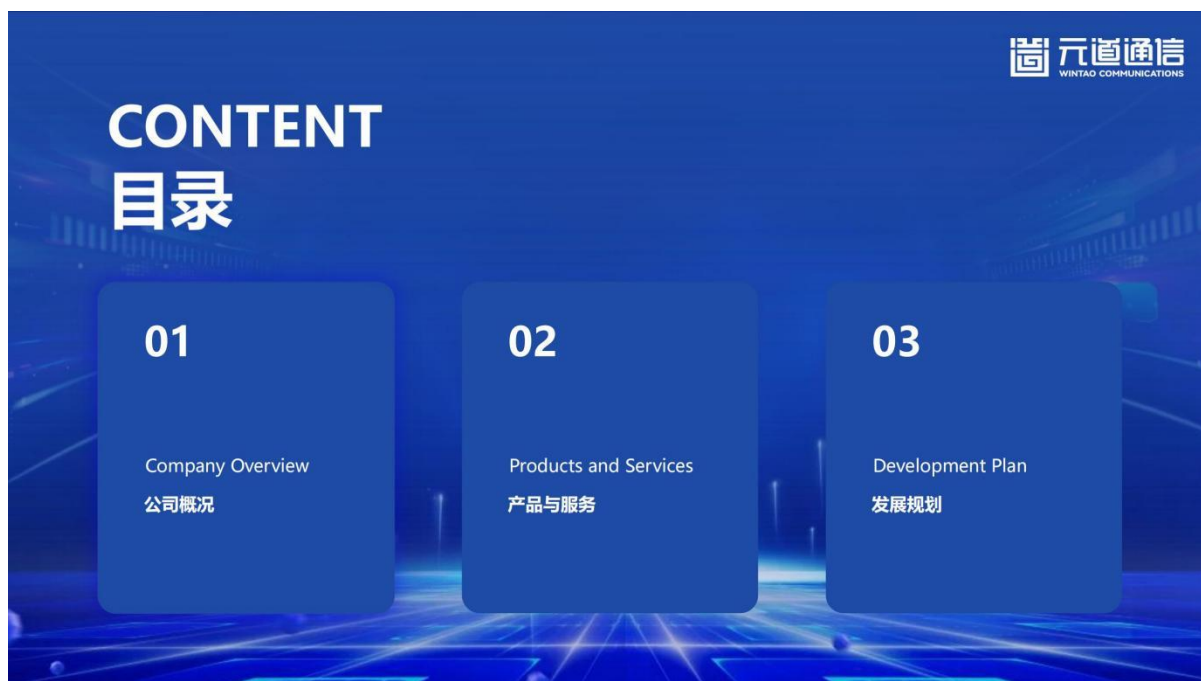 元道通信
WINTAO COMMUNICATIONS
CONTENT
目录
01
Company Overview
公司概况
02
Products and Services
产品与服务
03
Development Plan
发展规划